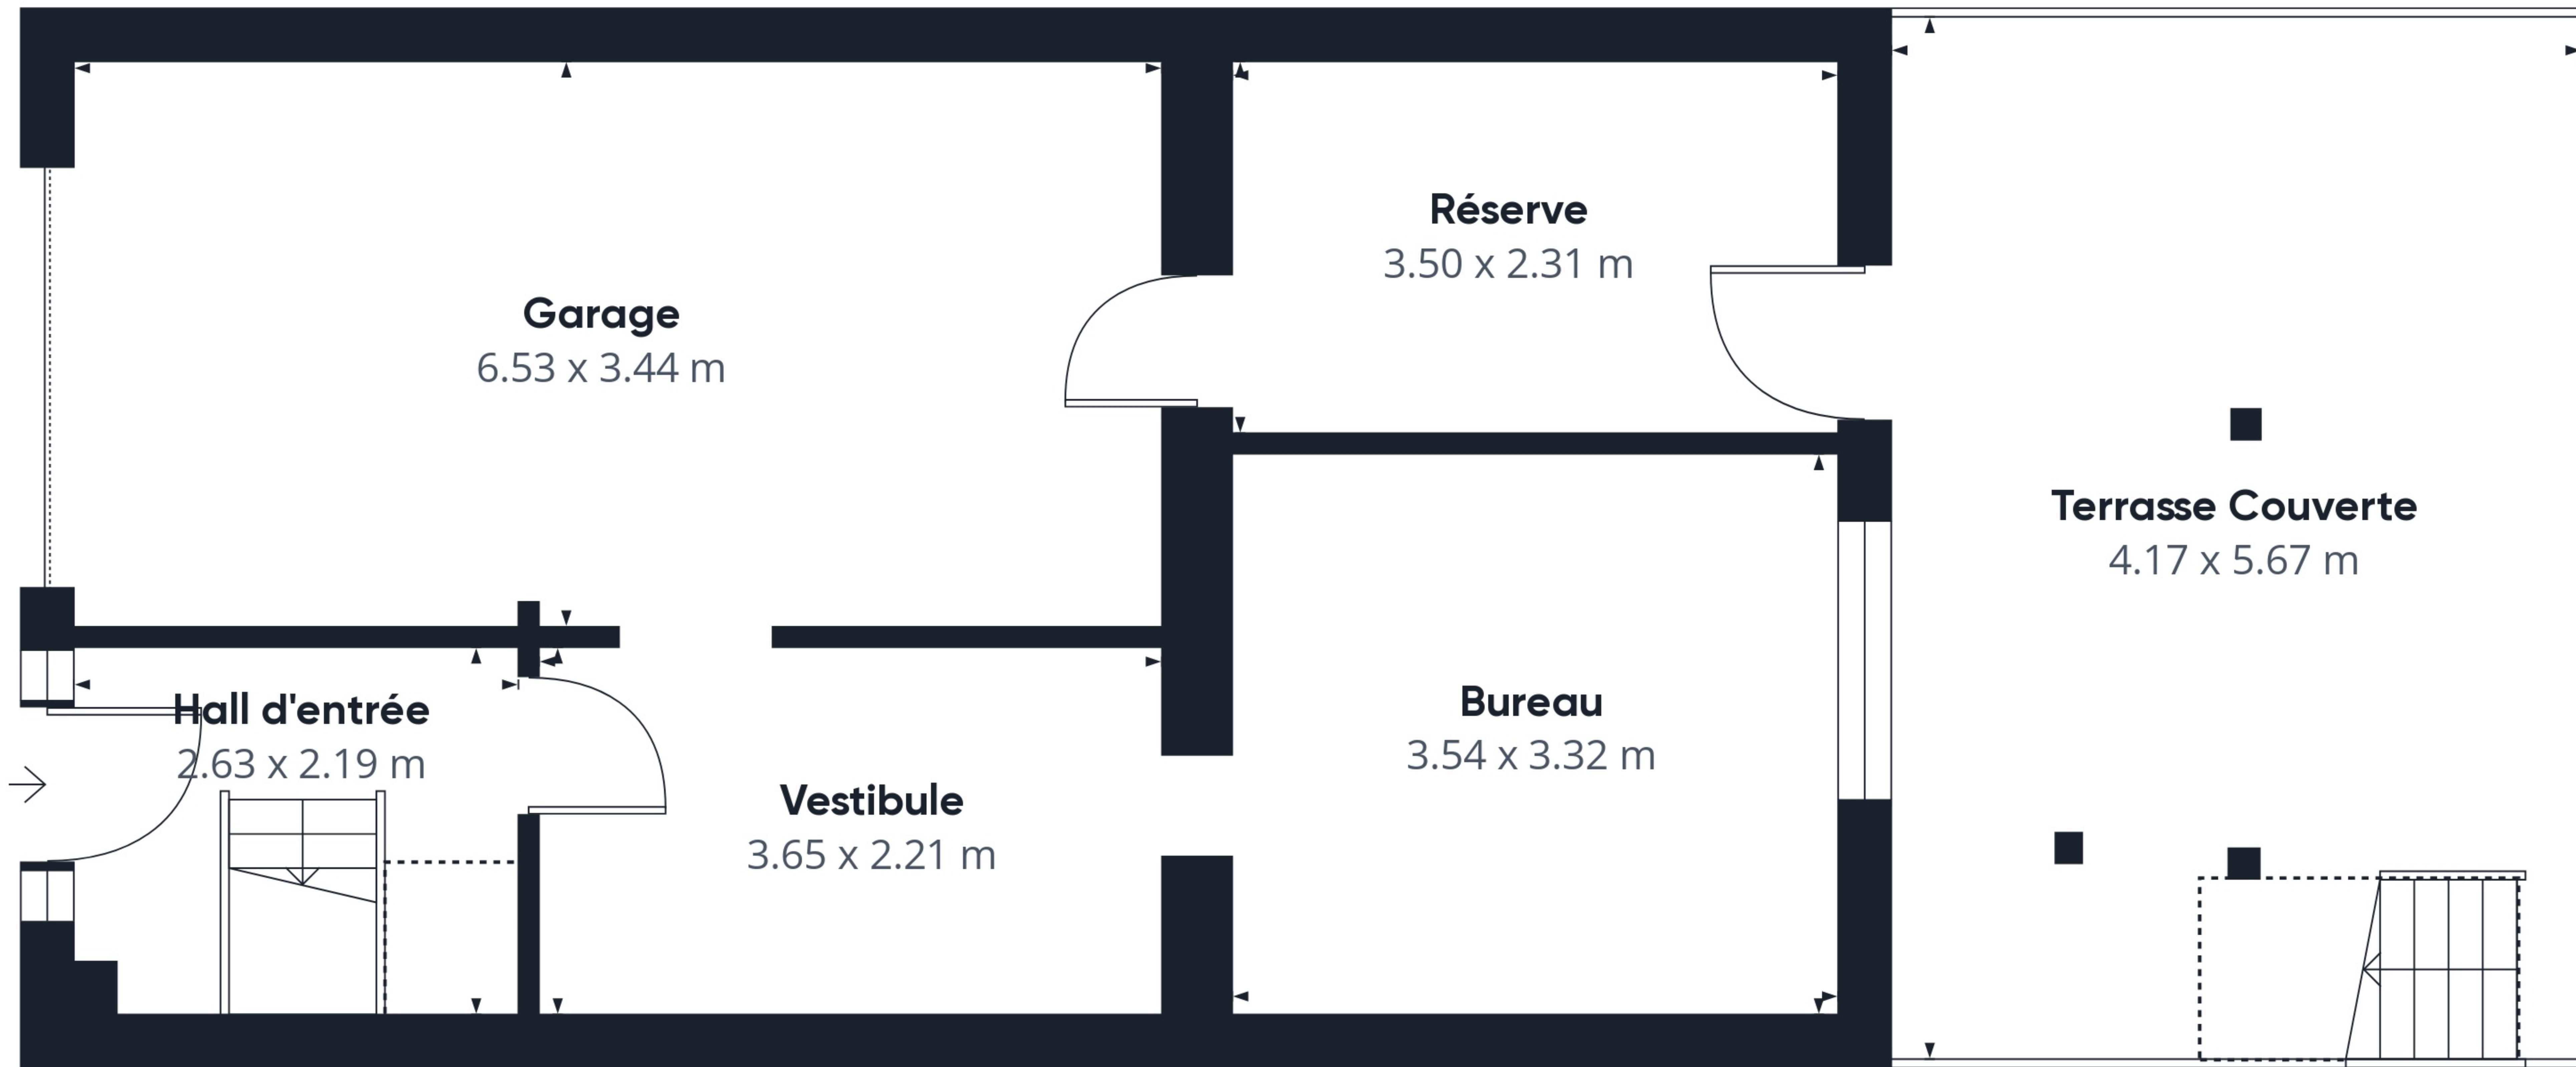 Réserve
3.50 x 2.31 m
Garage
6.53 x 3.44 m
Terrasse Couverte
4.17 x 5.67 m
Hall d'entrée
2.63 x 2.19 m
Bureau
3.54 x 3.32 m
Vestibule
3.65 x 2.21 m